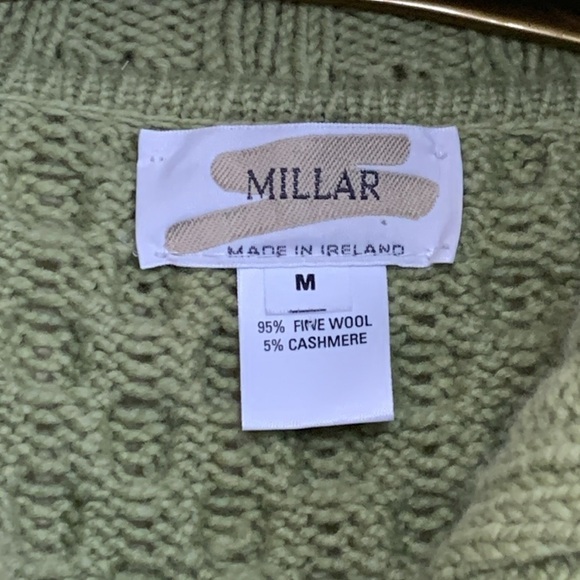 MILLAR
MADE IN IRELAND
M
95% FINE WOOL
5% CASHMERE